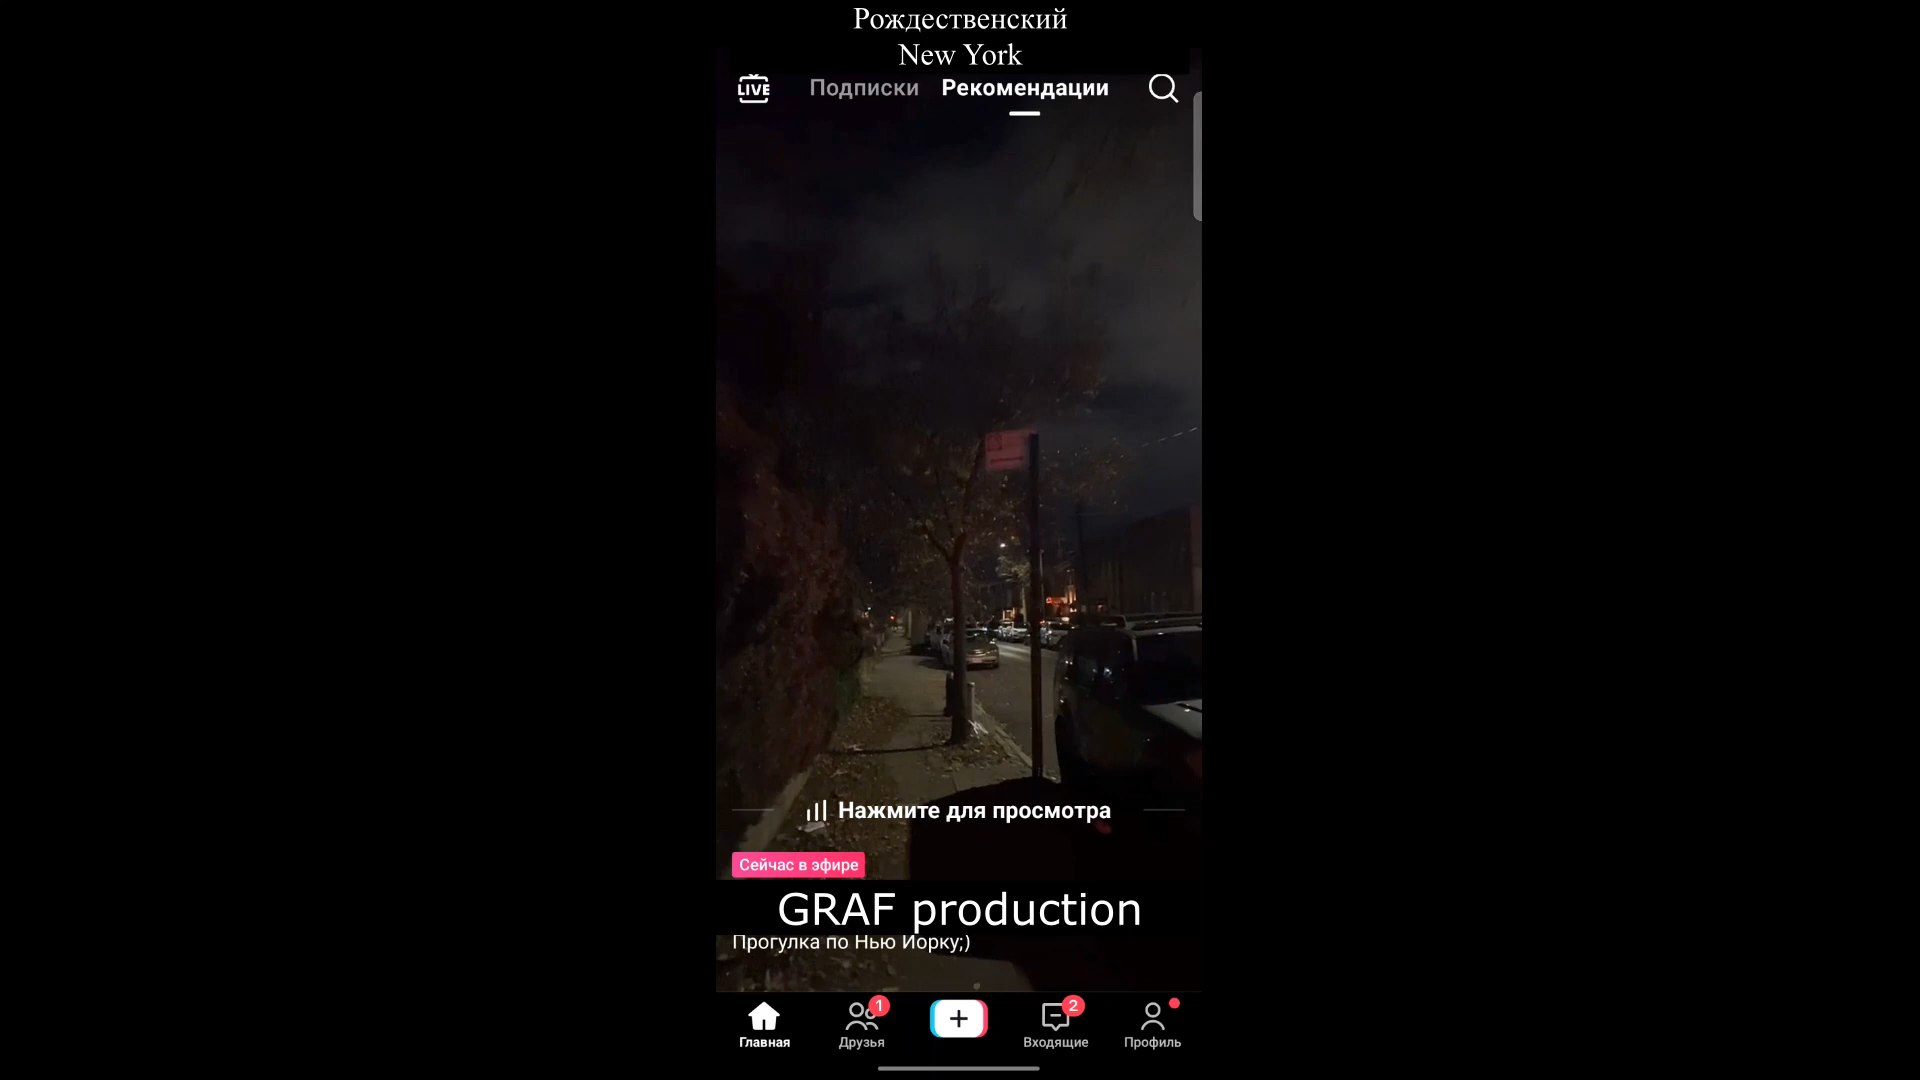 Рождественский
New York
LIVE
Подписки Рекомендации
Нажмите для просмотра
Сейчас в эфире
GRAF production
Прогулка по Нью Йорку;)
1
2
Главная Друзья Входящие Профиль